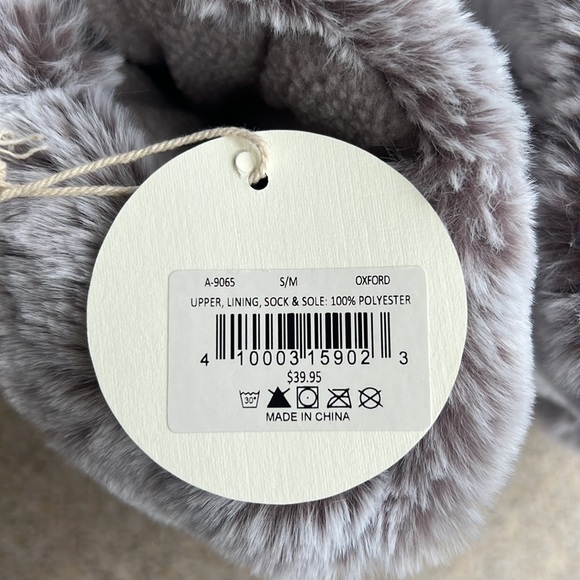 A-9065 S/M OXFORD
UPPER, LINING, SOCK & SOLE: 100% POLYESTER
4 10003 15902 3
$39.95
30°
MADE IN CHINA